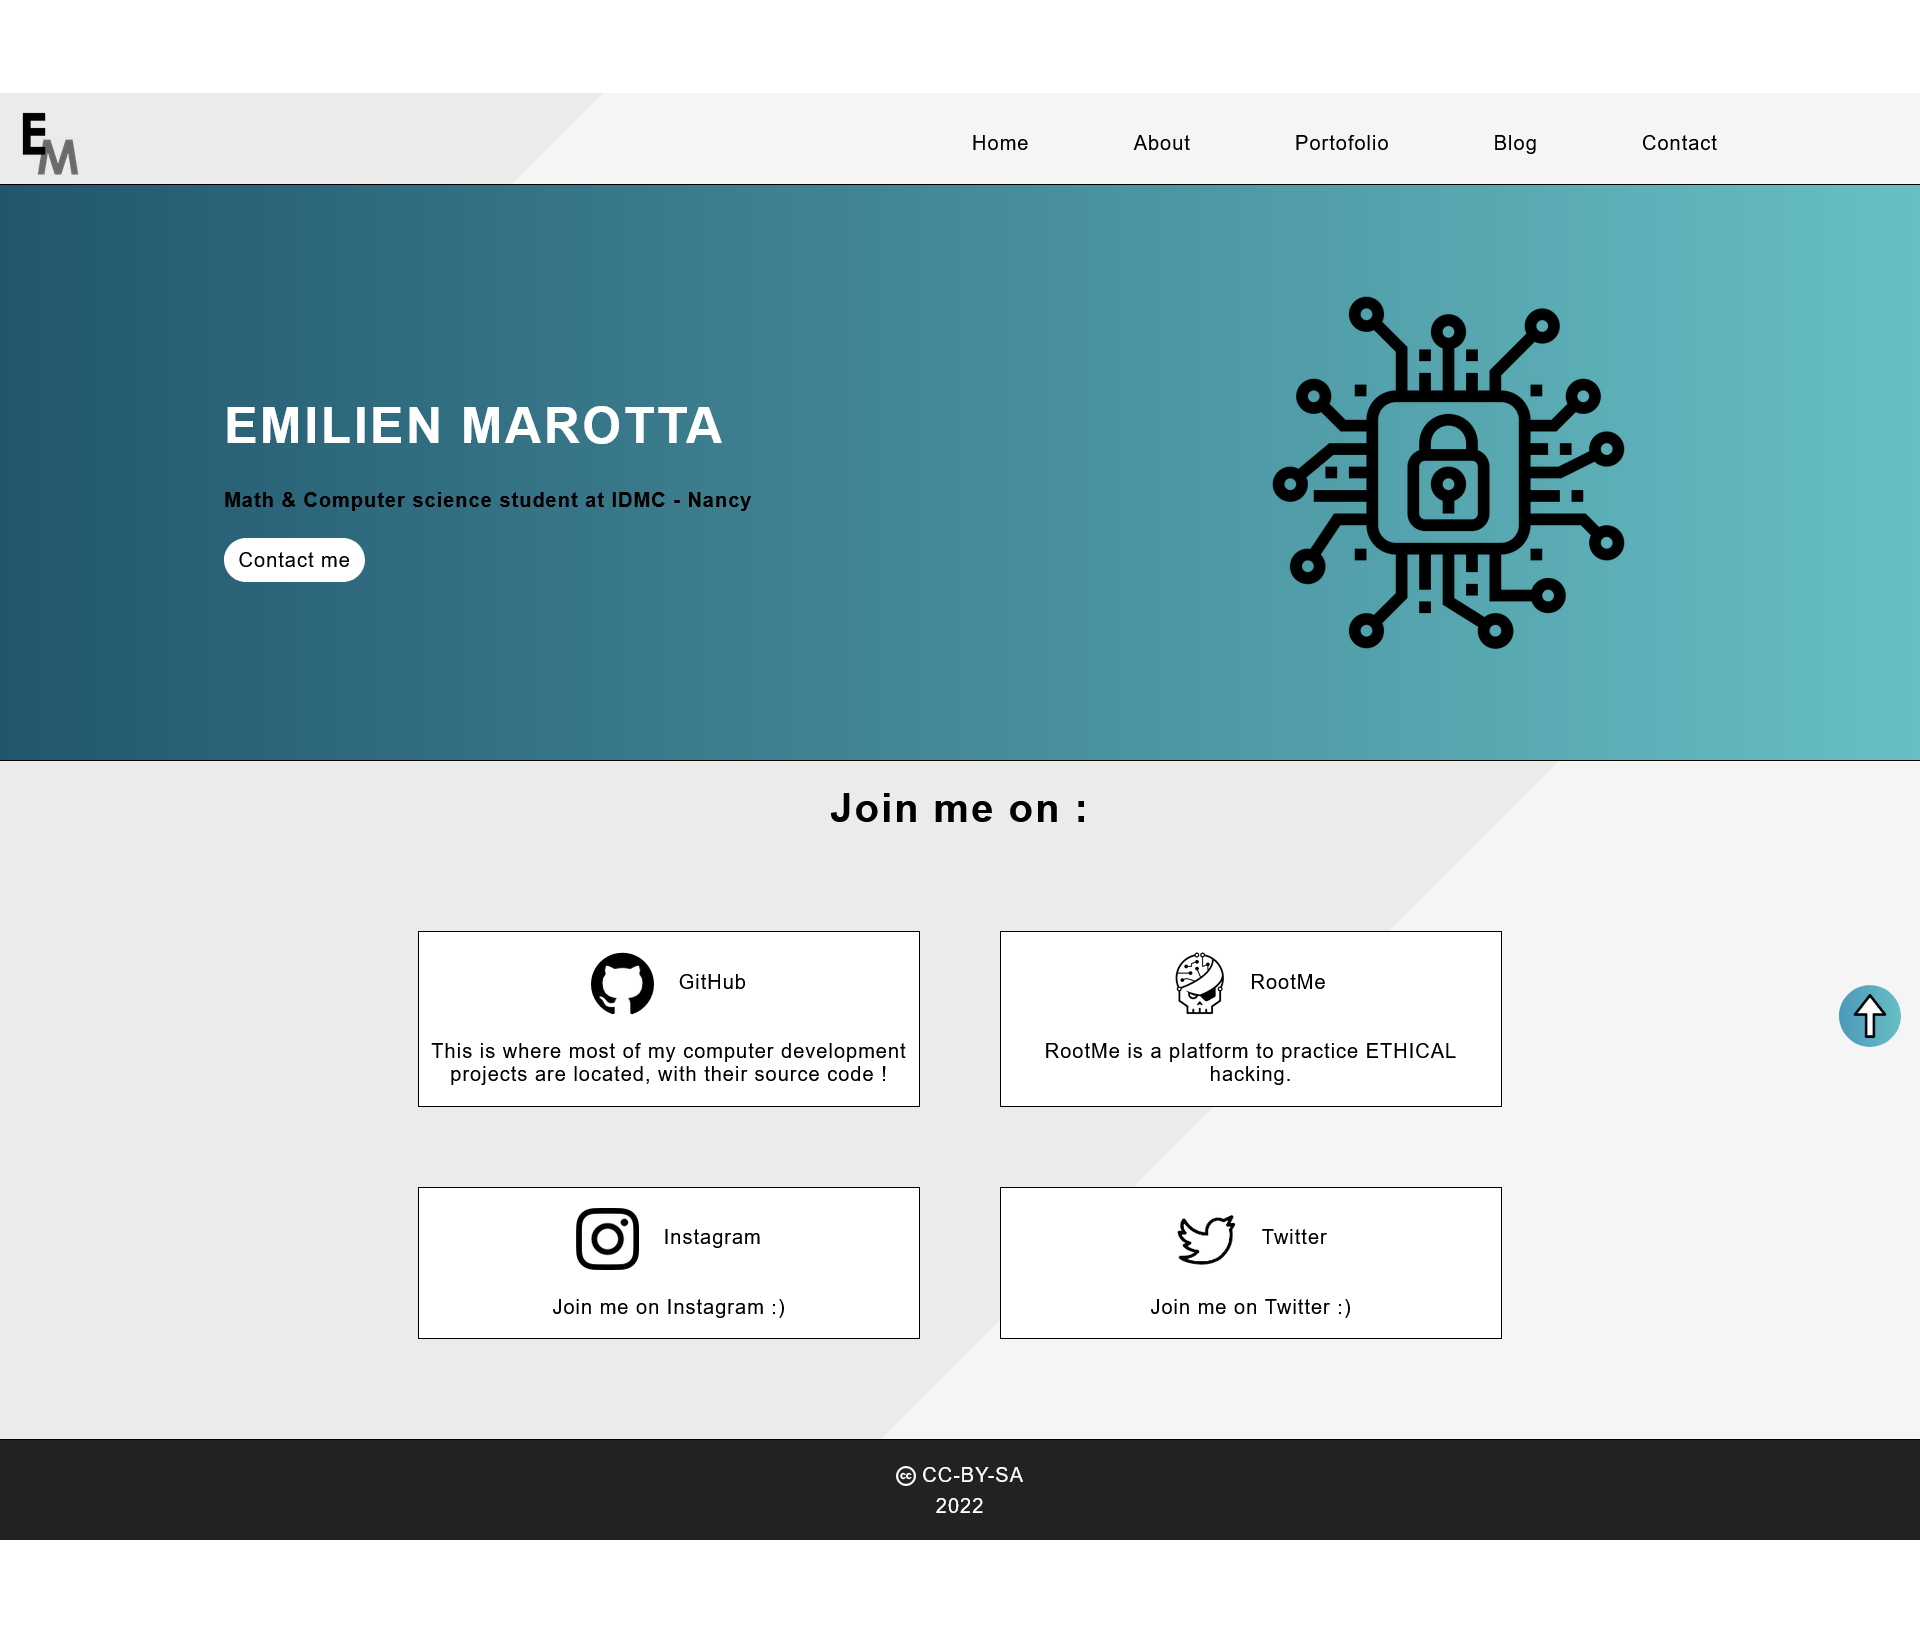 EM
Home About Portofolio Blog Contact
EMILIEN MAROTTA
Math & Computer science student at IDMC - Nancy
Contact me
Join me on :
GitHub
This is where most of my computer development
projects are located, with their source code !
RootMe
RootMe is a platform to practice ETHICAL
hacking.
Instagram
Join me on Instagram :)
Twitter
Join me on Twitter :)
cc CC-BY-SA
2022